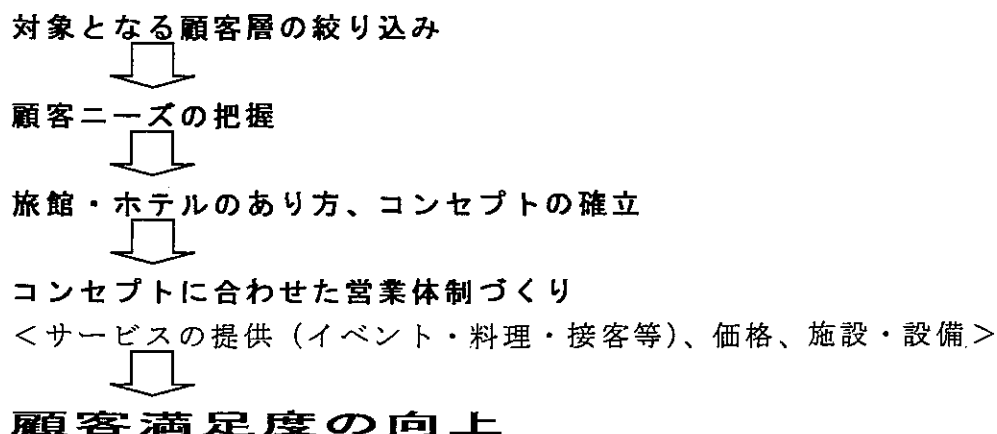 対象となる顧客層の絞り込み
顧客ニーズの把握
旅館・ホテルのあり方、コンセプトの確立
コンセプトに合わせた営業体制づくり
＜サービスの提供（イベント・料理・接客等）、価格、施設・設備＞
顧客満足度の向上